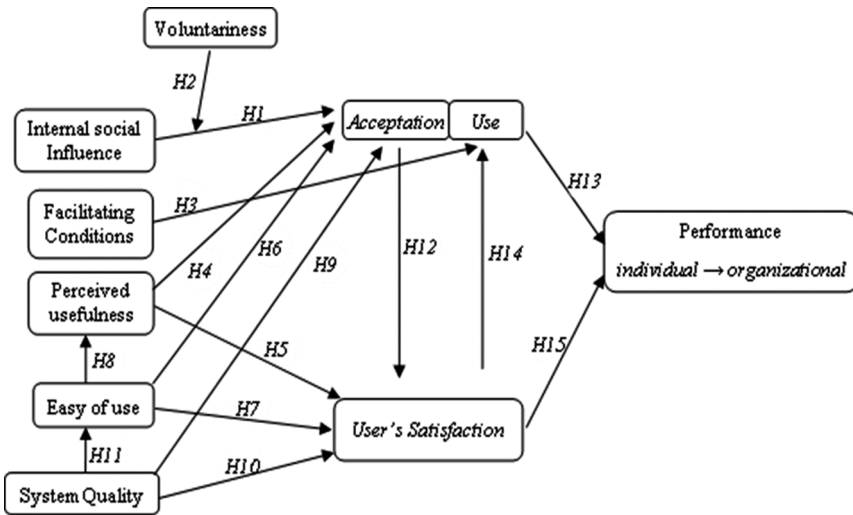 Voluntariness
H2
H1
Internal social
Influence
Acceptation
Use
H3
Facilitating
Conditions
H13
H6
H9
H12
H14
H4
Performance
individual → organizational
Perceived
usefulness
H5
H15
H8
Easy of use
H7
User's Satisfaction
H11
H10
System Quality